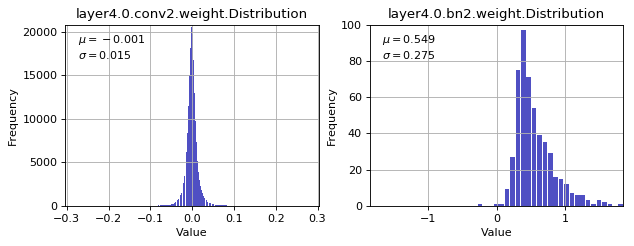 layer4.0.conv2.weight.Distribution
μ = −0.001
σ = 0.015
Frequency
20000
15000
10000
5000
0
−0.3 −0.2 −0.1 0.0 0.1 0.2 0.3
Value
layer4.0.bn2.weight.Distribution
μ = 0.549
σ = 0.275
Frequency
100
80
60
40
20
0
−1 0 1
Value